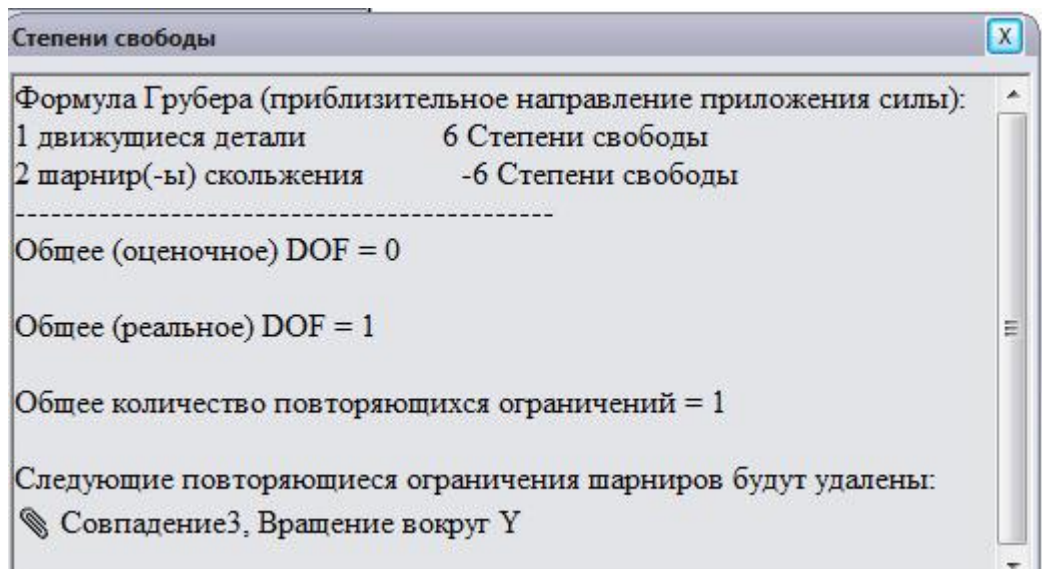 Степени свободы
X
Формула Грубера (приблизительное направление приложения силы):
1 движущиеся детали 6 Степени свободы
2 шарнир(-ы) скольжения -6 Степени свободы
---------------------------------------------
Общее (оценочное) DOF = 0
Общее (реальное) DOF = 1
Общее количество повторяющихся ограничений = 1
Следующие повторяющиеся ограничения шарниров будут удалены:
Совпадение3, Вращение вокруг Y